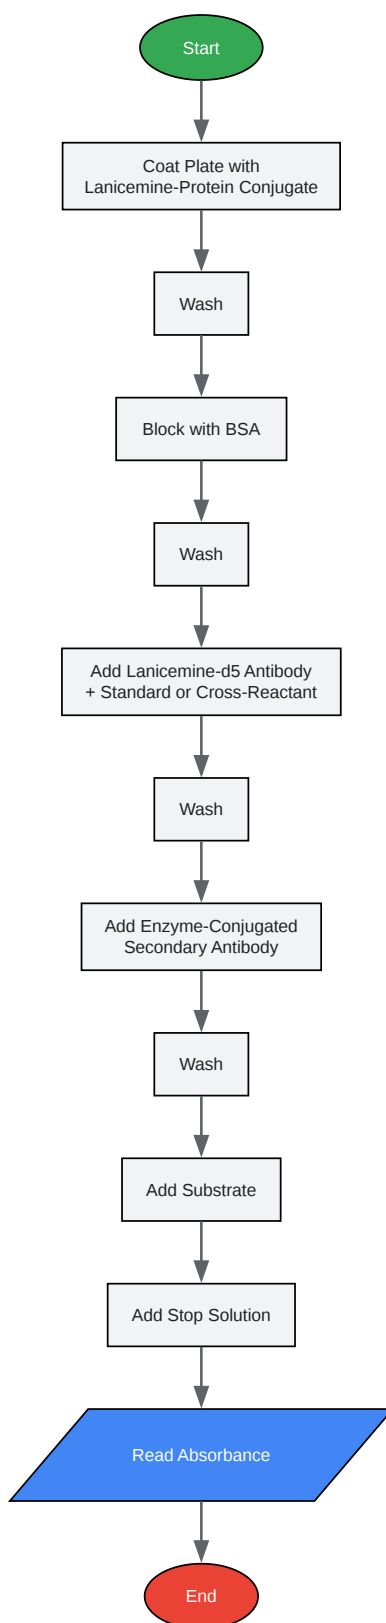 Start
Coat Plate with
Lanicemine-Protein Conjugate
Wash
Block with BSA
Wash
Add Lanicemine-d5 Antibody
+ Standard or Cross-Reactant
Wash
Add Enzyme-Conjugated
Secondary Antibody
Wash
Add Substrate
Add Stop Solution
Read Absorbance
End